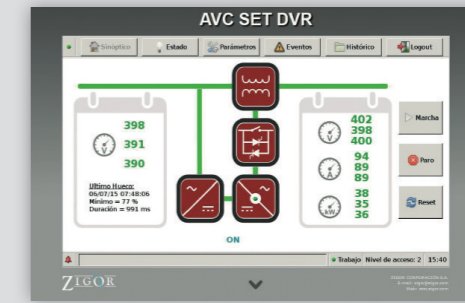 AVC SET DVR
Sinóptico Estado Parámetros Eventos Histórico Logout
398
V 391
390
Ultimo Hueco:
06/07/15 07:48:06
Mínimo = 77 %
Duración = 991 ms
402
V 398
400
94
A 89
89
38
kW 35
36
ON
Marcha
Paro
Reset
Trabajo Nivel de acceso: 2 15:40
ZIGOR